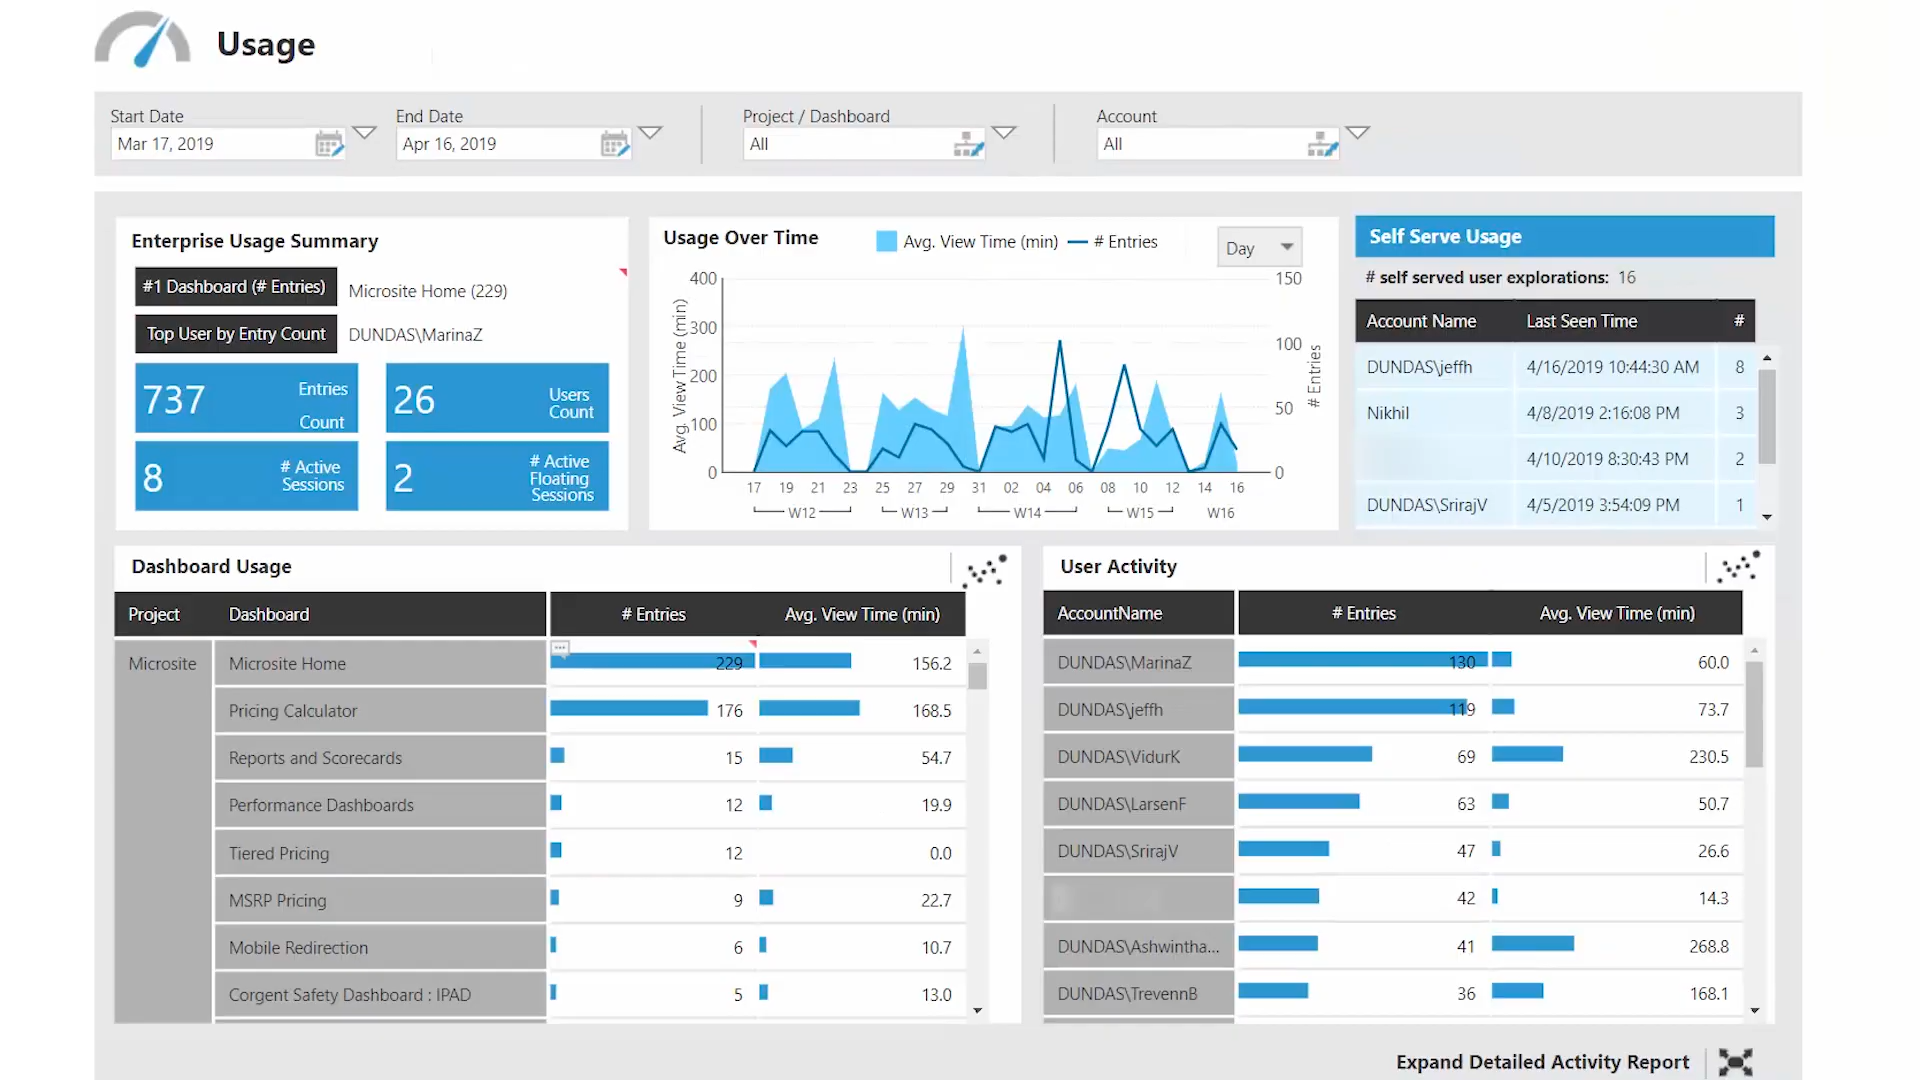 Usage
Start Date
Mar 17, 2019
End Date
Apr 16, 2019
Project / Dashboard
All
Account
All
Enterprise Usage Summary
#1 Dashboard (# Entries)
Microsite Home (229)
Top User by Entry Count
DUNDAS\MarinaZ
737
Entries
Count
26
Users
Count
8
# Active
Sessions
2
# Active
Floating
Sessions
Usage Over Time
Avg. View Time (min)
# Entries
Day
Avg. View Time (min)
400
300
200
100
0
150
100
50
0
# Entries
17 19 21 23 25 27 29 31 02 04 06 08 10 12 14 16
W12 W13 W14 W15 W16
Self Serve Usage
# self served user explorations: 16
Account Name Last Seen Time #
DUNDAS\jeffh 4/16/2019 10:44:30 AM 8
Nikhil 4/8/2019 2:16:08 PM 3
4/10/2019 8:30:43 PM 2
DUNDAS\SrirajV 4/5/2019 3:54:09 PM 1
Dashboard Usage
Project Dashboard # Entries Avg. View Time (min)
Microsite Microsite Home 229 156.2
Pricing Calculator 176 168.5
Reports and Scorecards 15 54.7
Performance Dashboards 12 19.9
Tiered Pricing 12 0.0
MSRP Pricing 9 22.7
Mobile Redirection 6 10.7
Corgent Safety Dashboard : IPAD 5 13.0
User Activity
AccountName # Entries Avg. View Time (min)
DUNDAS\MarinaZ 130 60.0
DUNDAS\jeffh 119 73.7
DUNDAS\VidurK 69 230.5
DUNDAS\LarsenF 63 50.7
DUNDAS\SrirajV 47 26.6
42 14.3
DUNDAS\Ashwintha... 41 268.8
DUNDAS\TrevennB 36 168.1
Expand Detailed Activity Report